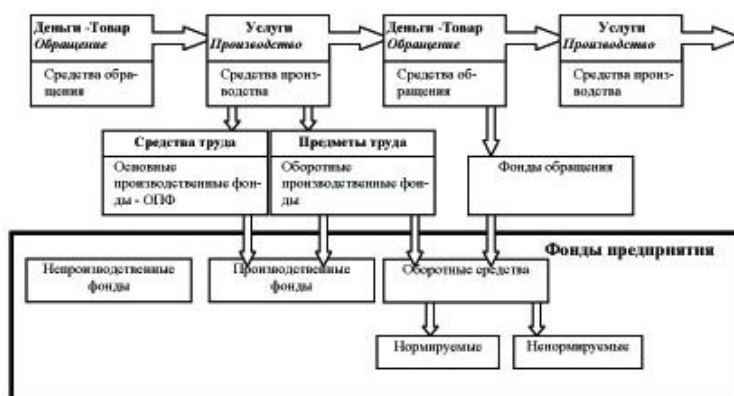 Деньги -Товар
Обращение
Услуги
Производство
Деньги -Товар
Обращение
Услуги
Производство
Средства обра-
щения
Средства произ-
водства
Средства об-
ращения
Средства произ-
водства
Средства труда
Предметы труда
Основные
производственные фон-
ды - ОПФ
Оборотные
производственные фон-
ды
Фонды обращения
Фонды предприятия
Непроизводственные
фонды
Производственные
фонды
Оборотные средства
Нормируемые
Ненормируемые